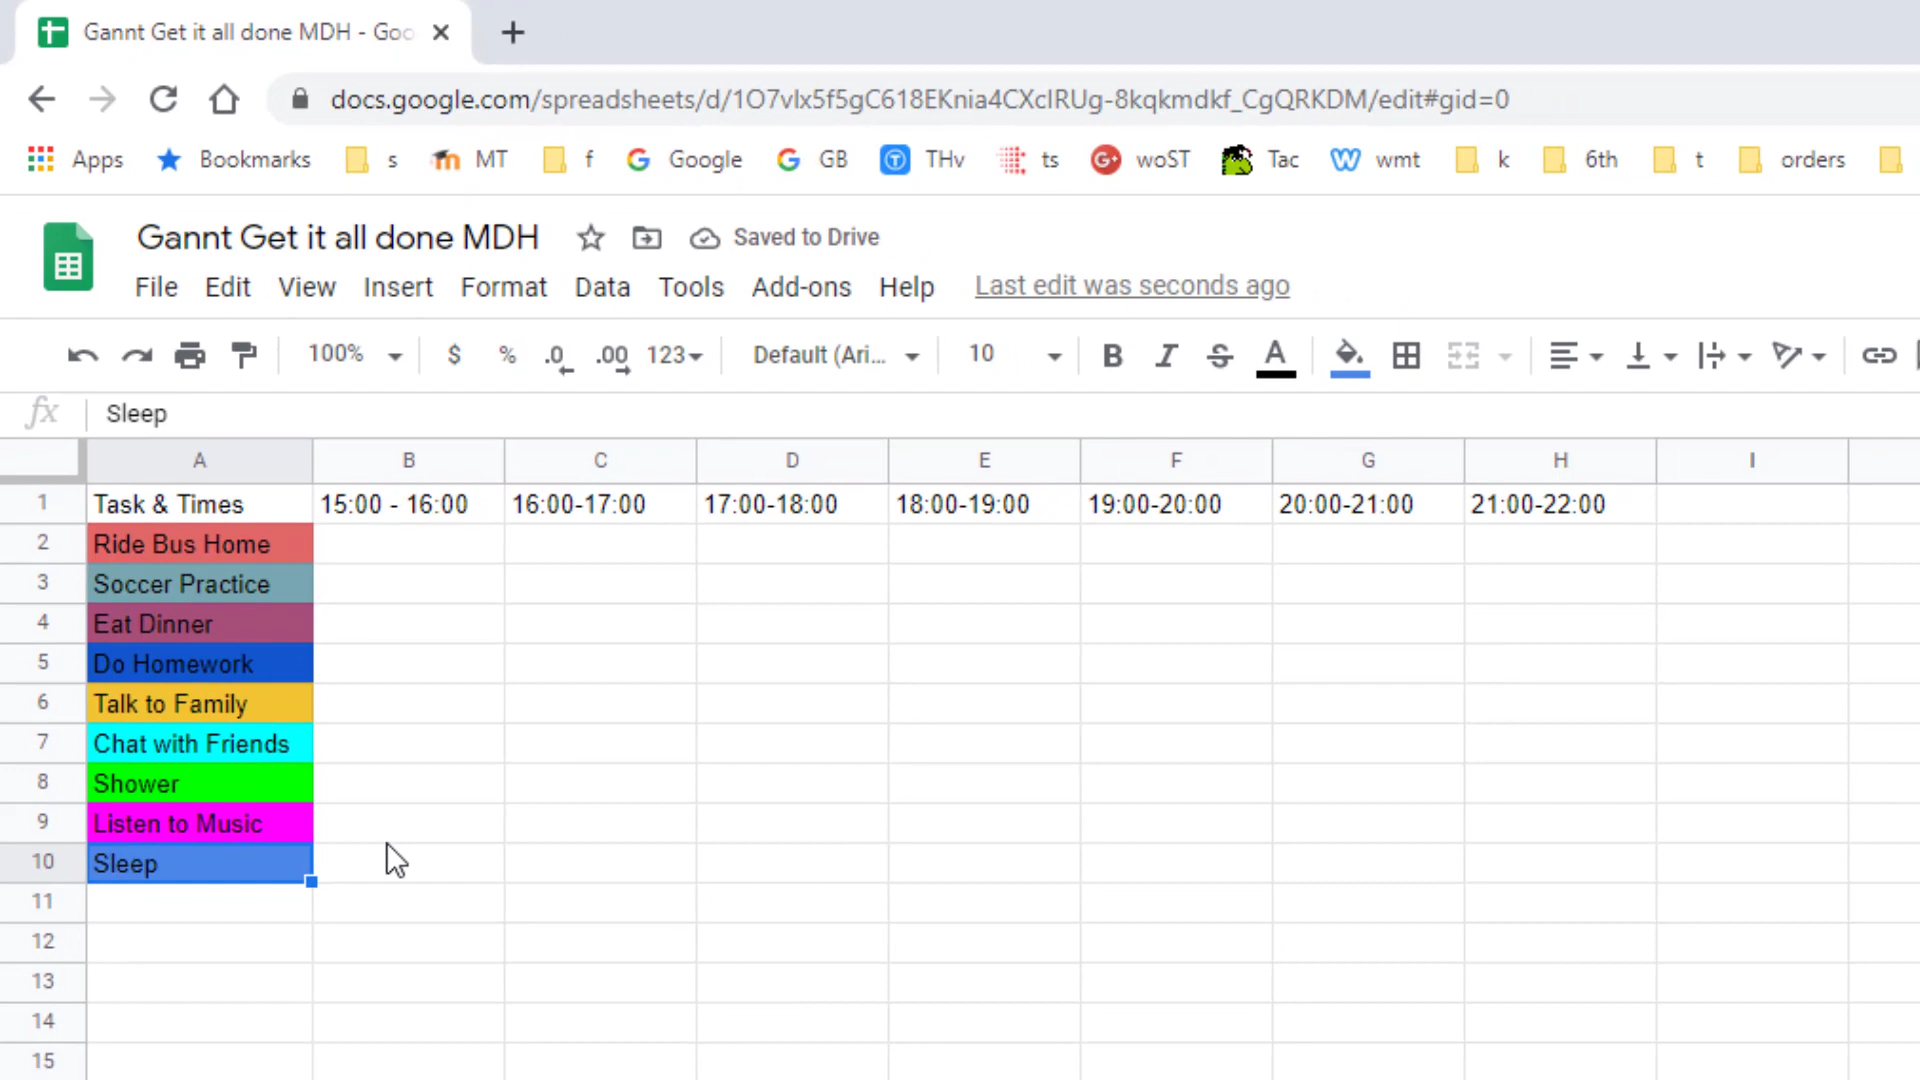 Gannt Get it all done MDH - Goo
docs.google.com/spreadsheets/d/1O7vlx5f5gC618EKnia4CXclRUg-8kqkmdkf_CgQRKDM/edit#gid=0
Apps Bookmarks s MT f Google GB THv ts woST Tac wmt k 6th t orders
Gannt Get it all done MDH Saved to Drive
File Edit View Insert Format Data Tools Add-ons Help Last edit was seconds ago
100% $ % .0 .00 123 Default (Ari... 10 B I S A
fx Sleep
A B C D E F G H I
1 Task & Times 15:00 - 16:00 16:00-17:00 17:00-18:00 18:00-19:00 19:00-20:00 20:00-21:00 21:00-22:00
2 Ride Bus Home
3 Soccer Practice
4 Eat Dinner
5 Do Homework
6 Talk to Family
7 Chat with Friends
8 Shower
9 Listen to Music
10 Sleep
11
12
13
14
15